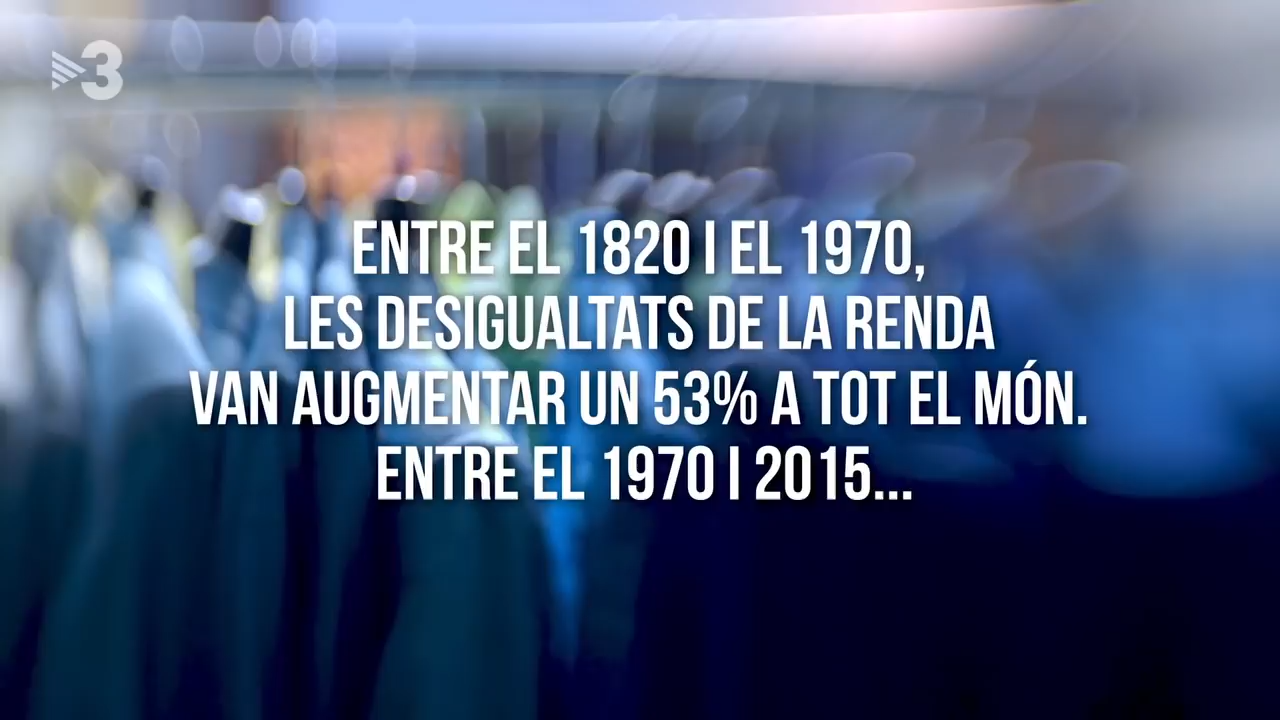 3
ENTRE EL 1820 I EL 1970,
LES DESIGUALTATS DE LA RENDA
VAN AUGMENTAR UN 53% A TOT EL MÓN.
ENTRE EL 1970 I 2015...